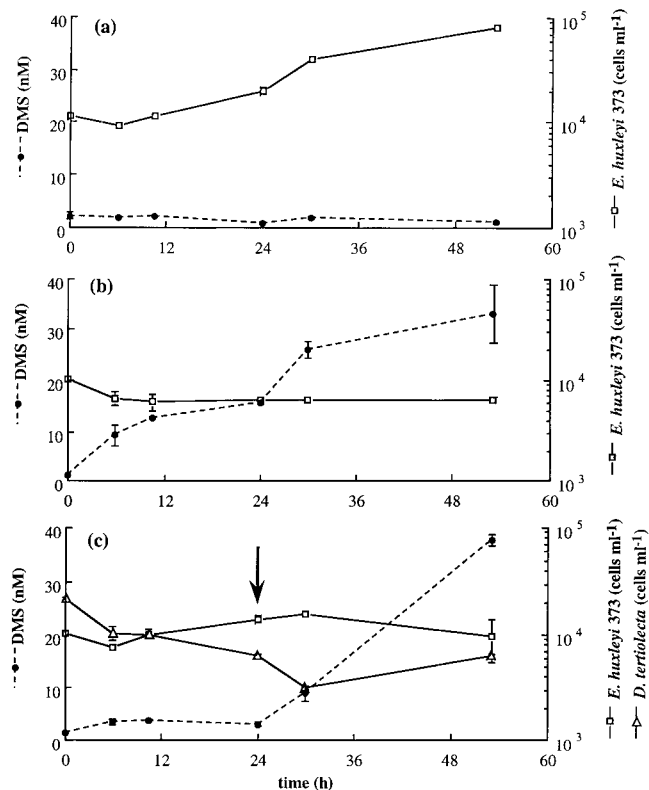 (a)
40
30
20
10
0
DMS (nM)
10^5
10^4
10^3
E. huxleyi 373 (cells ml^-1)
0 12 24 36 48 60
(b)
40
30
20
10
0
DMS (nM)
10^5
10^4
10^3
E. huxleyi 373 (cells ml^-1)
0 12 24 36 48 60
(c)
40
30
20
10
0
DMS (nM)
10^5
10^4
10^3
E. huxleyi 373 (cells ml^-1)
D. tertiolecta (cells ml^-1)
0 12 24 36 48 60
time (h)